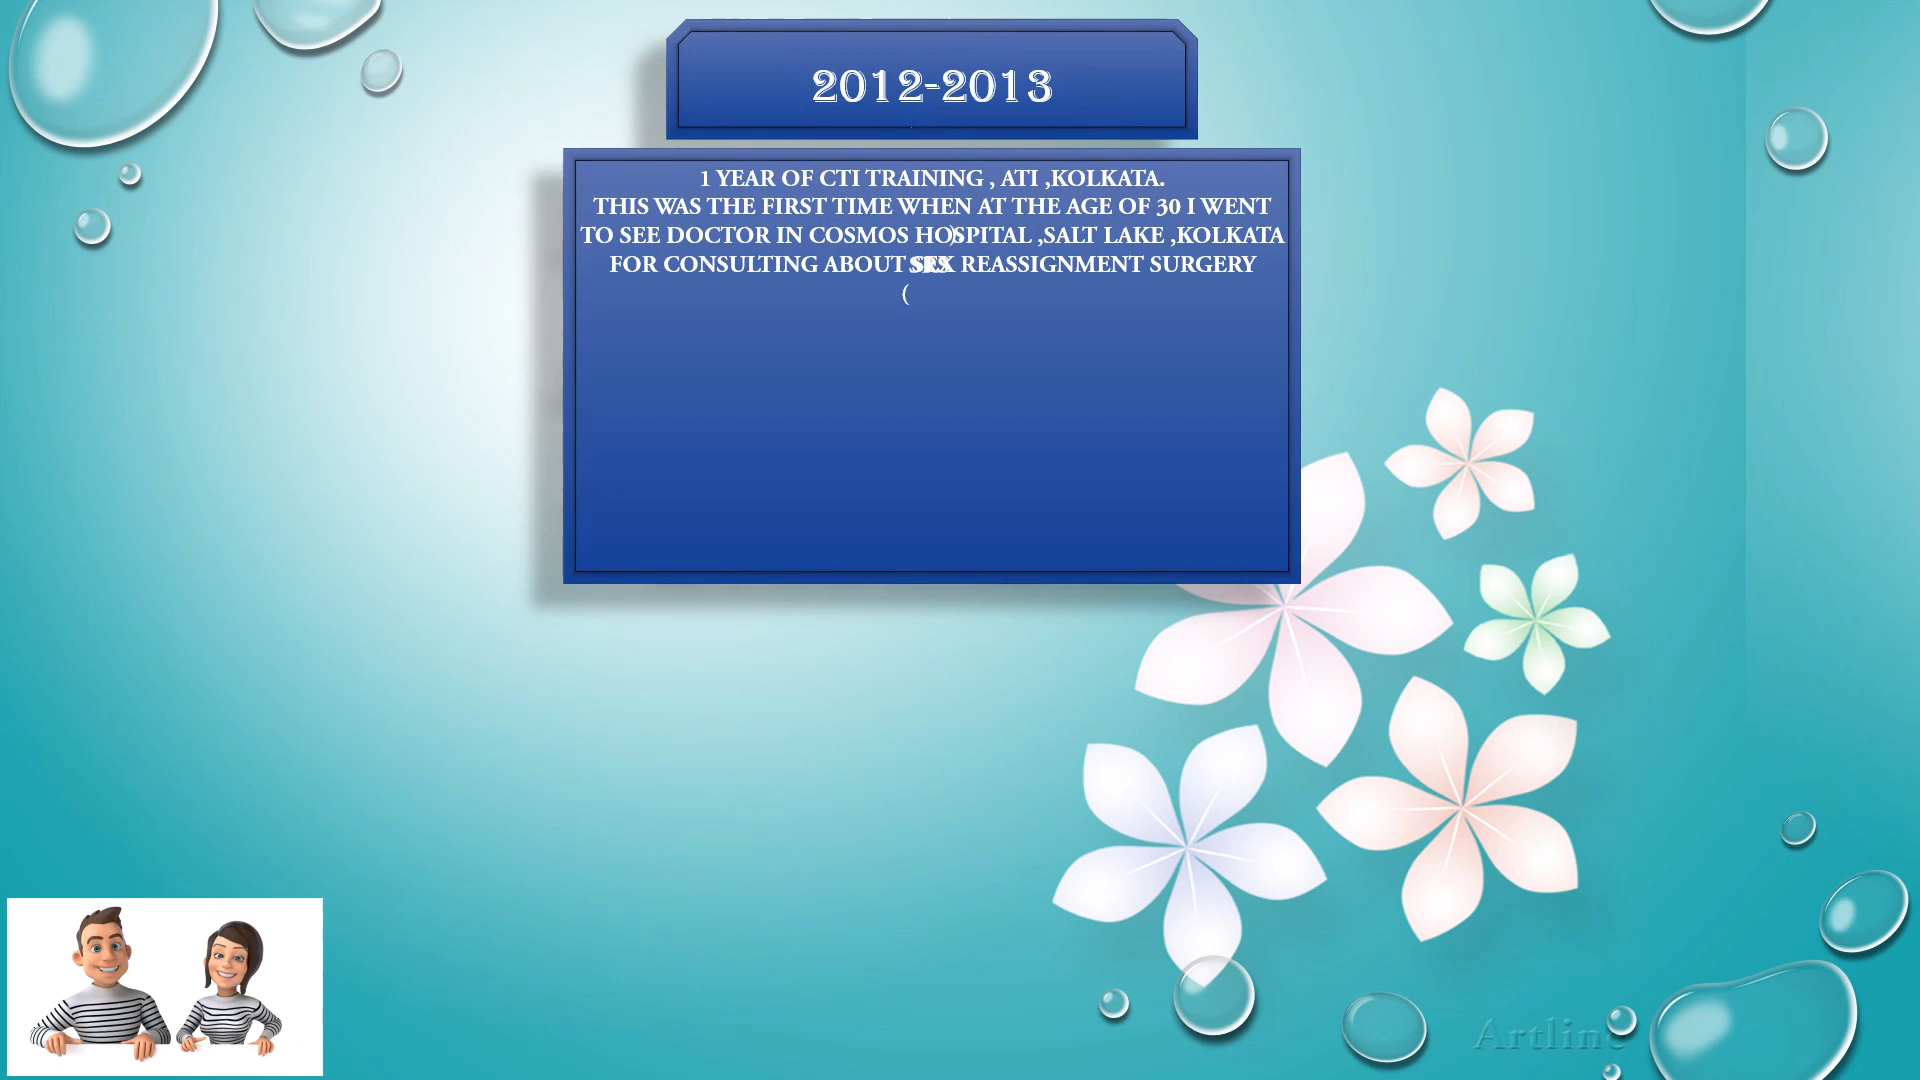 2012-2013
1 YEAR OF CTI TRAINING , ATI ,KOLKATA.
THIS WAS THE FIRST TIME WHEN AT THE AGE OF 30 I WENT
TO SEE DOCTOR IN COSMOS HOSPITAL ,SALT LAKE ,KOLKATA
FOR CONSULTING ABOUT SEX REASSIGNMENT SURGERY
(
Artline